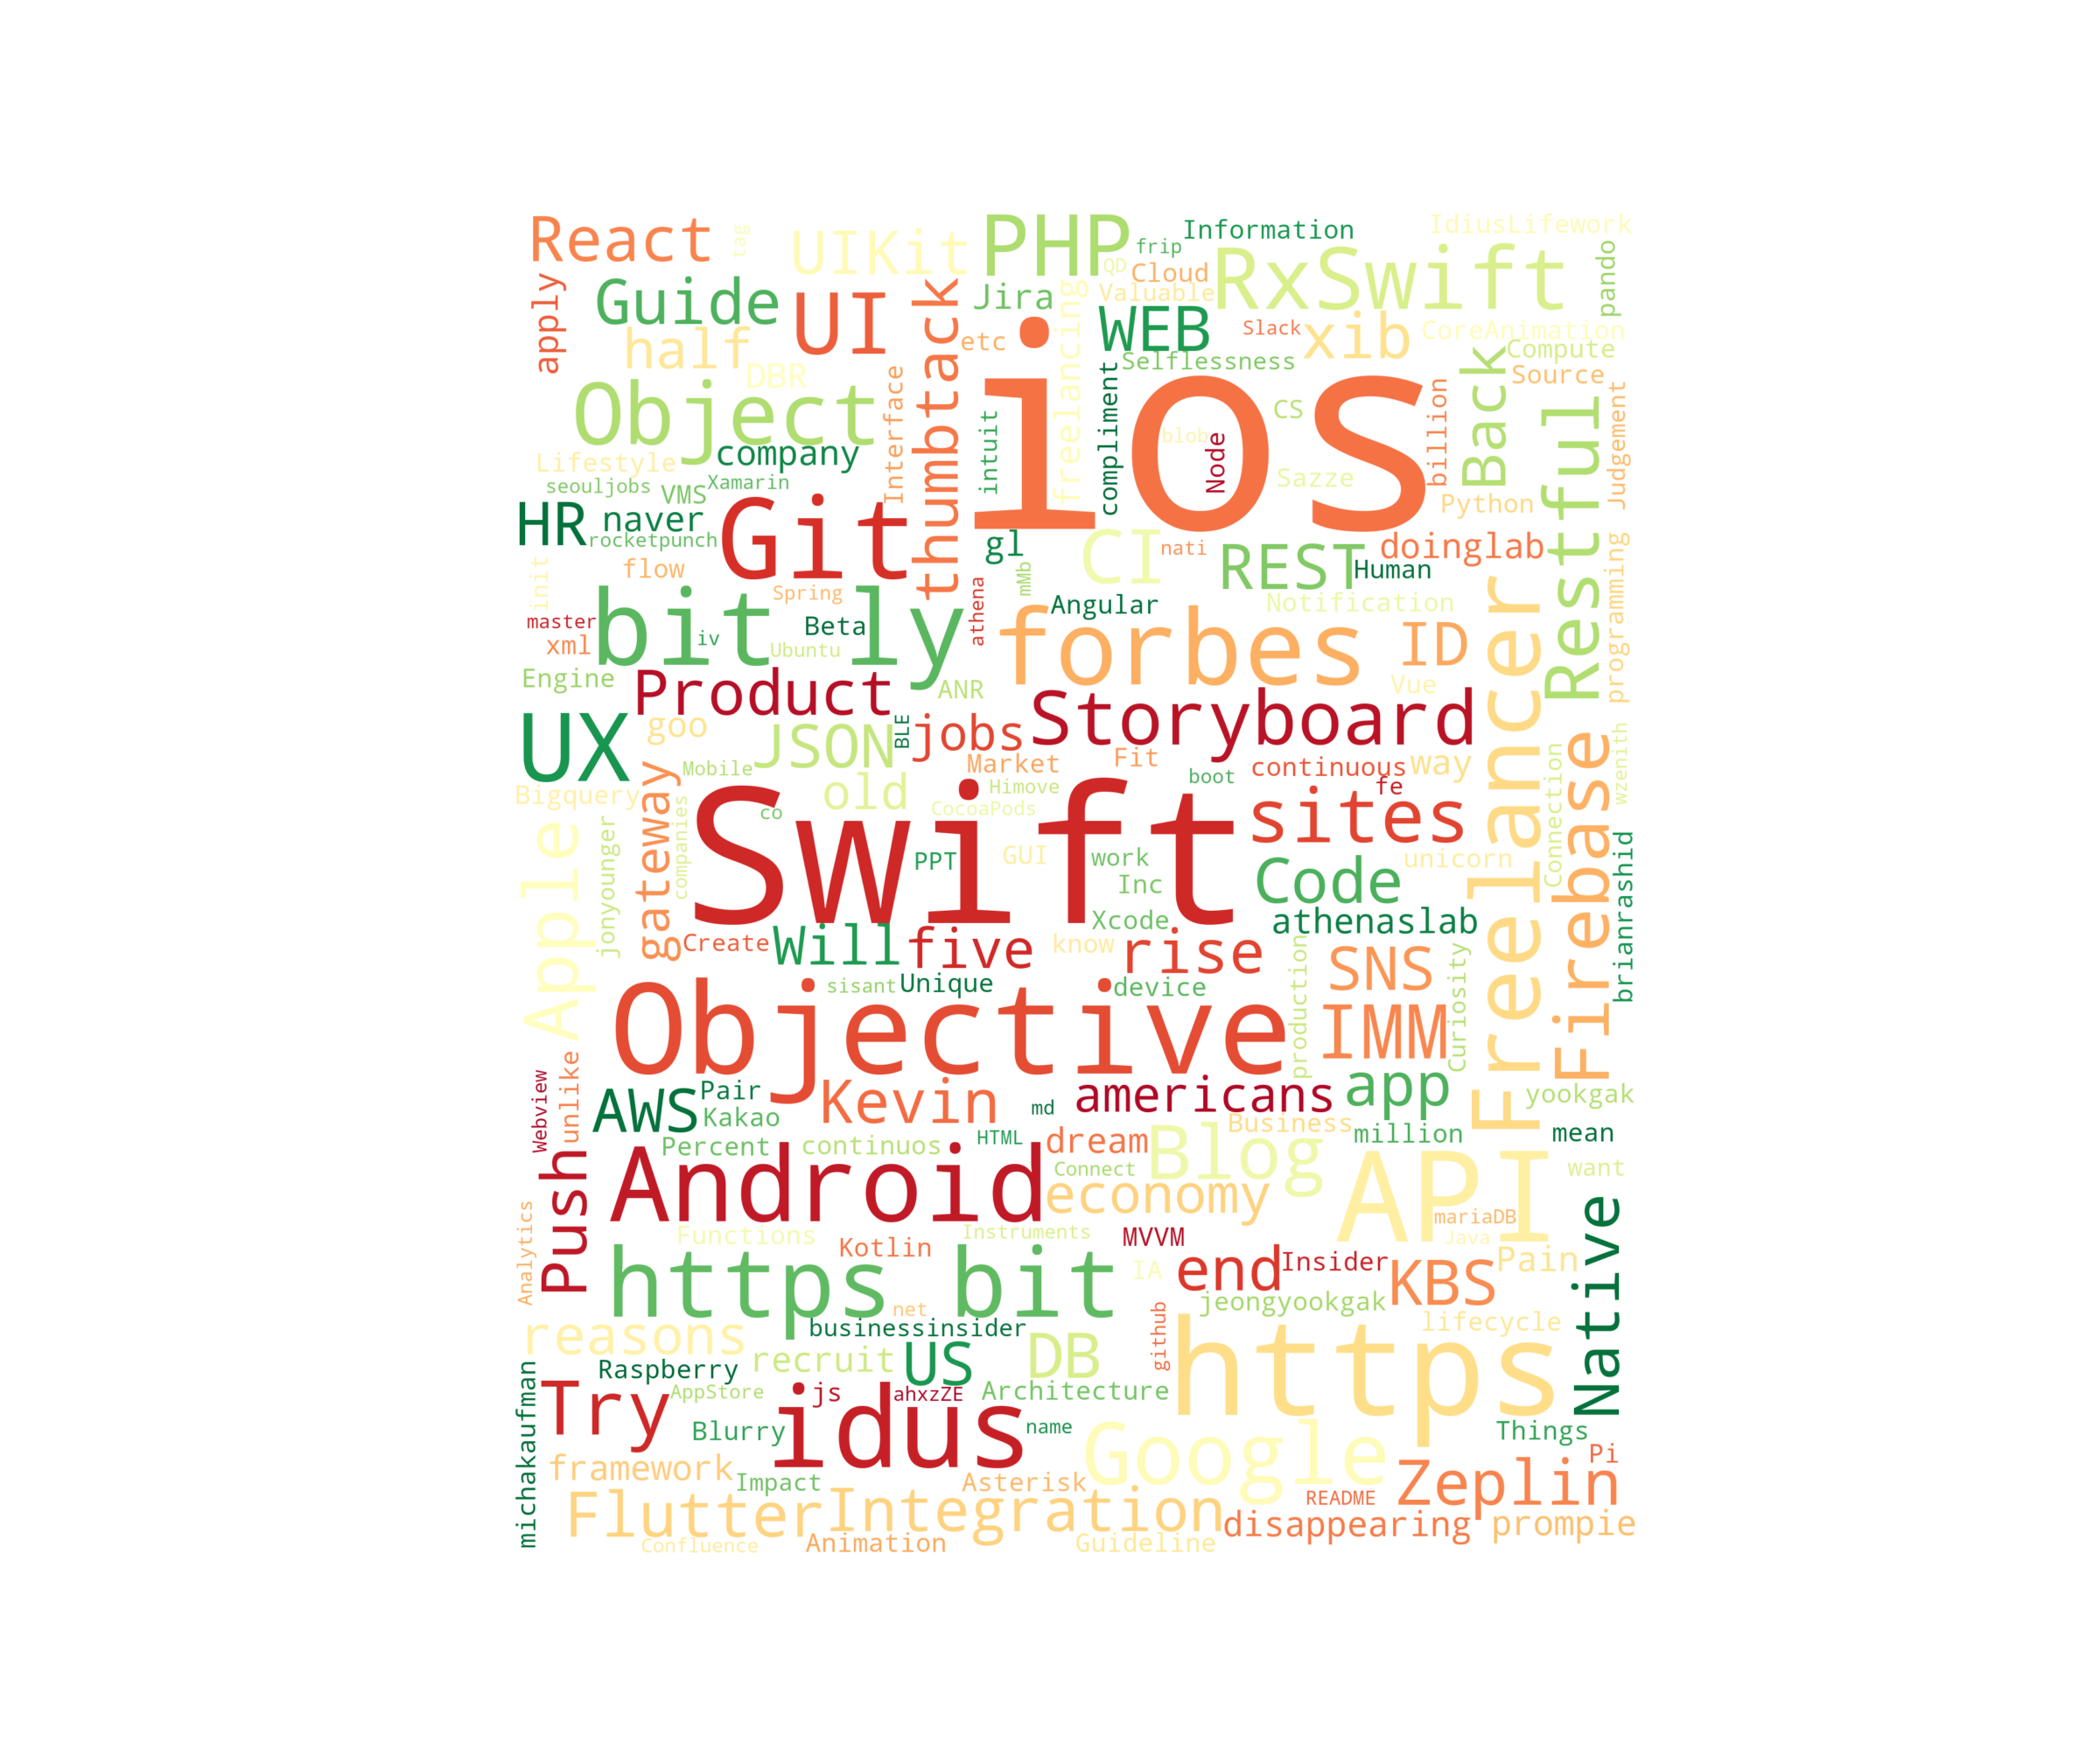 React
tag
UIKit
PHP
frip
Information
IdiusLifework
QD
Cloud
Valuable
RxSwift
pando
apply
Guide
UI
thumbtack
Jira
freelancing
WEB
Slack
xib
CoreAnimation
Compute
half
DBR
etc
Selflessness
Back
Source
Object
Interface
ios
compliment
CS
billion
Restful
Judgement
company
intuit
blob
Node
Lifestyle
Xamarin
seouljobs
VMS
Sazze
Python
HR
naver
rocketpunch
Git
gl
CI
nati
REST
doinglab
Human
programming
init
flow
Spring
athena
mMb
Angular
Notification
Freelancer
master
bit ly
iv
Beta
forbes
ID
xml
Ubuntu
Engine
Product
ANR
Vue
UX
goo
JSON
BLE
jobs
Storyboard
Firebase
wzenith
Mobile
Market
Fit
continuous
way
Connection
Bigquery
gateway
companies
old
Himove
boot
fe
co
CocoaPods
sites
Apple
jonyounger
Swift
PPT
GUI
work
Inc
Code
unicorn
brianrashid
Xcode
athenaslab
Create
Will
five
know
rise
production
SNS
Curiosity
sisant
Unique
device
Objective
IMM
unlike
Webview
AWS
Pair
Kakao
Kevin
md
americans
app
yookgak
Percent
continuos
HTML
dream
Business
million
mean
Push
Android
Connect
Blog
API
want
economy
mariaDB
Java
Native
Analytics
Functions
Kotlin
Instruments
MVVM
https bit
IA
end
Insider
KBS
Pain
net
jeongyookgak
reasons
businessinsider
github
lifecycle
https
Raspberry
recruit
US
DB
michakaufman
Try
AppStore
js
ahxzZE
Architecture
Blurry
idus
name
Google
Things
Pi
framework
Impact
Asterisk
Zeplin
README
Flutter
Integration
disappearing
prompie
Confluence
Animation
Guideline